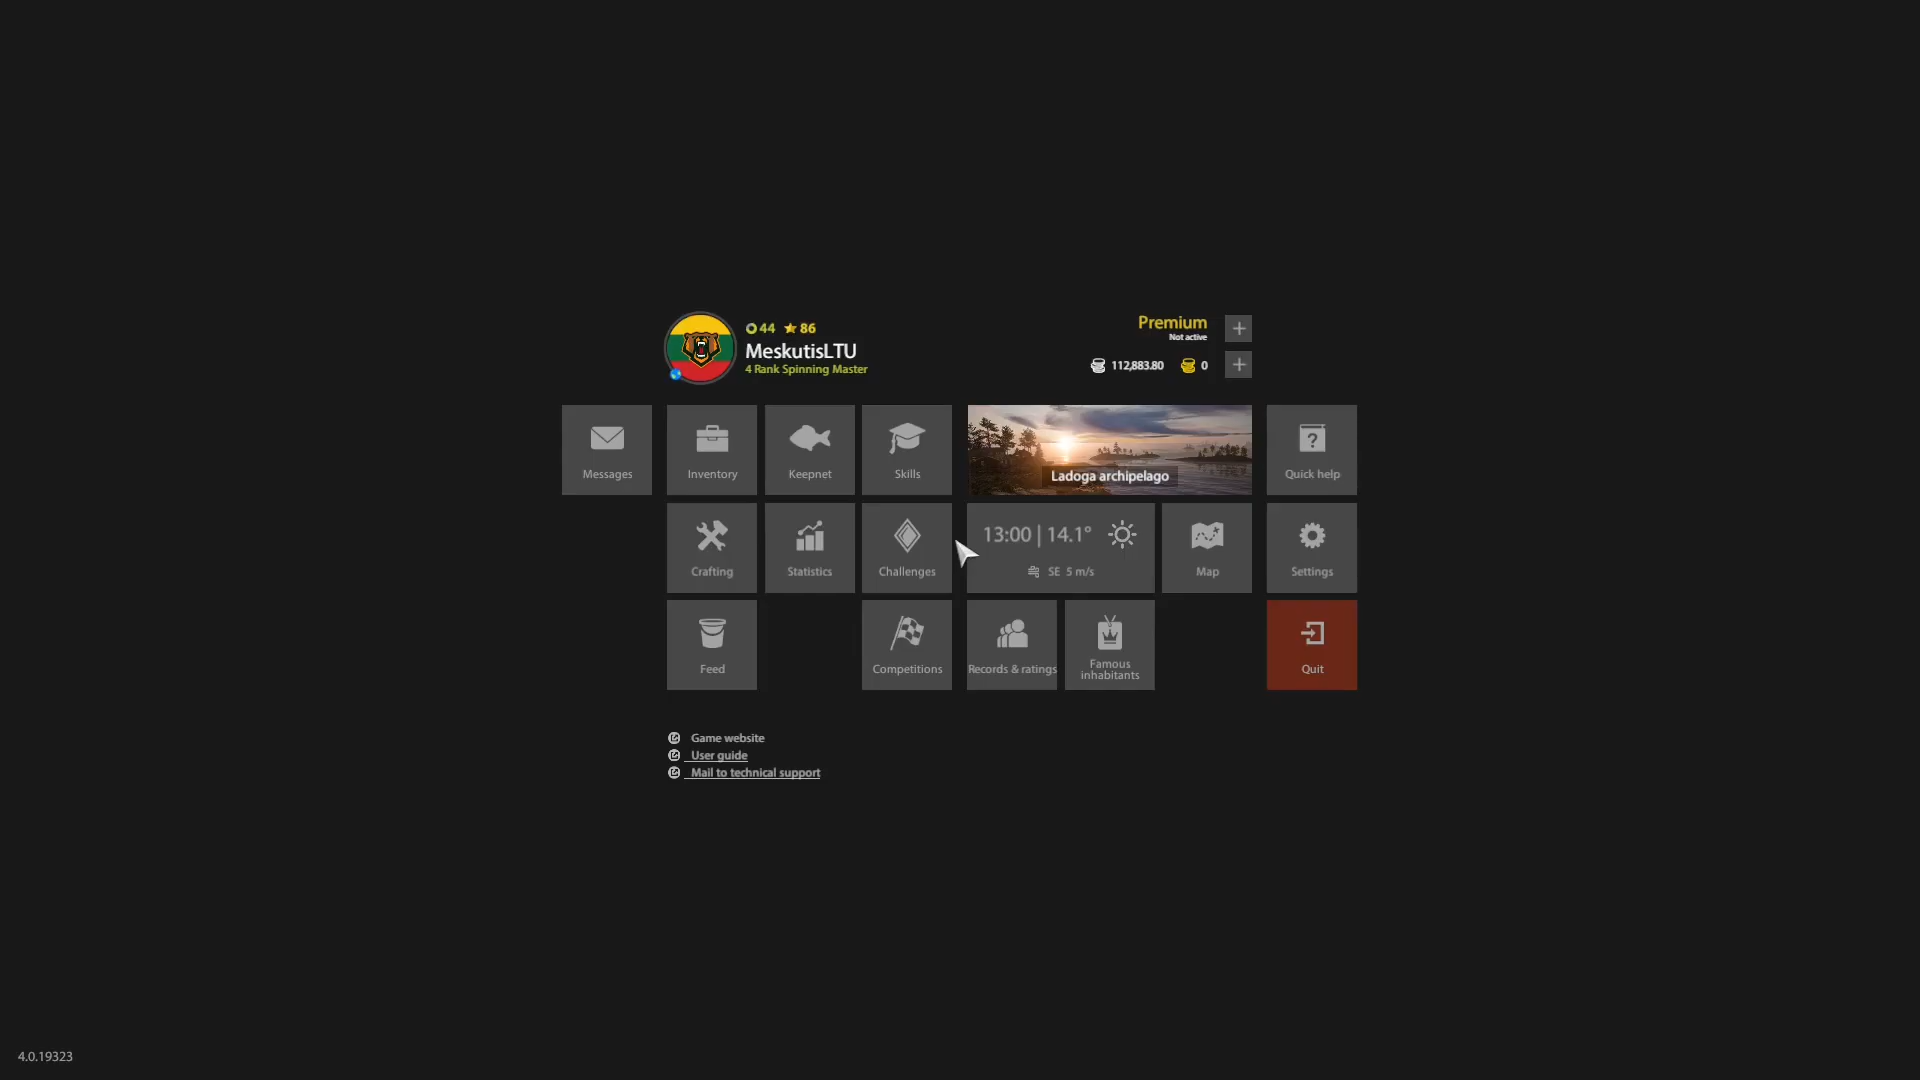 44 86
MeskutisLTU
4 Rank Spinning Master
Premium
Not active
112,883.80 0
Messages
Inventory
Keepnet
Skills
Ladoga archipelago
Quick help
Crafting
Statistics
Challenges
13:00 | 14.1°
SE 5 m/s
Map
Settings
Feed
Competitions
Records & ratings
Famous
inhabitants
Quit
Game website
User guide
Mail to technical support
4.0.19323